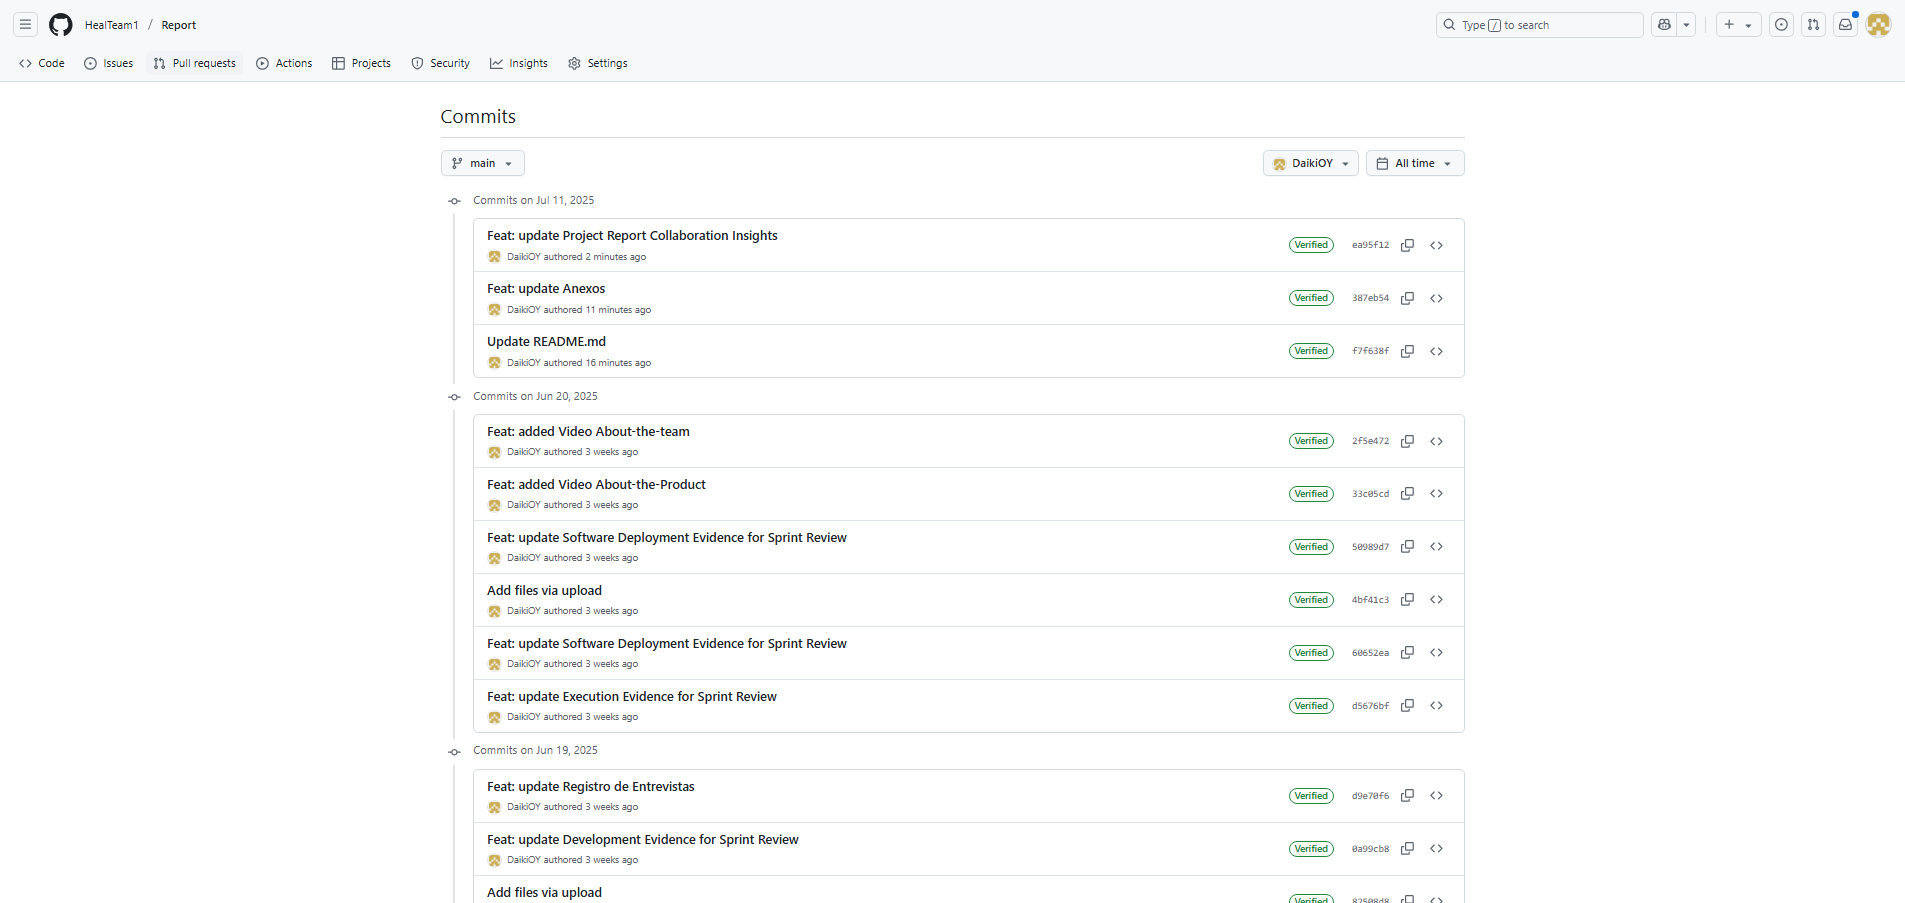 HealTeam1 / Report
Type / to search
Code Issues Pull requests Actions Projects Security Insights Settings
Commits
main DaikiOY All time
Commits on Jul 11, 2025
Feat: update Project Report Collaboration Insights
DaikiOY authored 2 minutes ago
Verified ea95f12
Feat: update Anexos
DaikiOY authored 11 minutes ago
Verified 387eb54
Update README.md
DaikiOY authored 16 minutes ago
Verified f7f638f
Commits on Jun 20, 2025
Feat: added Video About-the-team
DaikiOY authored 3 weeks ago
Verified 2f5e472
Feat: added Video About-the-Product
DaikiOY authored 3 weeks ago
Verified 33c05cd
Feat: update Software Deployment Evidence for Sprint Review
DaikiOY authored 3 weeks ago
Verified 50989d7
Add files via upload
DaikiOY authored 3 weeks ago
Verified 4bf41c3
Feat: update Software Deployment Evidence for Sprint Review
DaikiOY authored 3 weeks ago
Verified 60652ea
Feat: update Execution Evidence for Sprint Review
DaikiOY authored 3 weeks ago
Verified d5676bf
Commits on Jun 19, 2025
Feat: update Registro de Entrevistas
DaikiOY authored 3 weeks ago
Verified d9e70f6
Feat: update Development Evidence for Sprint Review
DaikiOY authored 3 weeks ago
Verified 0a99cb8
Add files via upload
Verified 82508d8